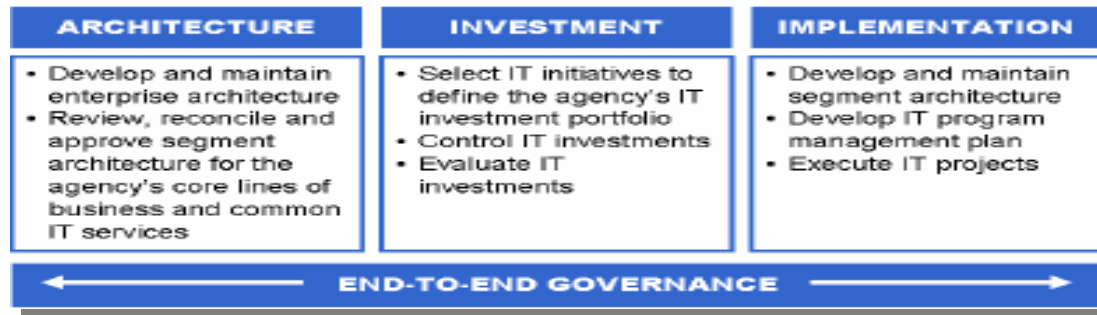 ARCHITECTURE
• Develop and maintain
enterprise architecture
• Review, reconcile and
approve segment
architecture for the
agency's core lines of
business and common
IT services
INVESTMENT
• Select IT initiatives to
define the agency's IT
investment portfolio
• Control IT investments
• Evaluate IT
investments
IMPLEMENTATION
• Develop and maintain
segment architecture
• Develop IT program
management plan
• Execute IT projects
END-TO-END GOVERNANCE